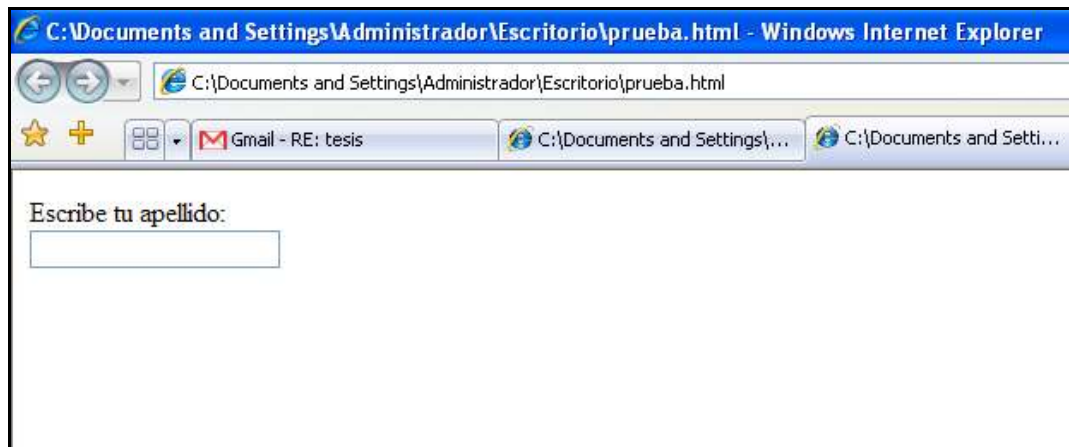 C:\Documents and Settings\Administrador\Escritorio\prueba.html - Windows Internet Explorer
C:\Documents and Settings\Administrador\Escritorio\prueba.html
Gmail - RE: tesis
C:\Documents and Settings\...
C:\Documents and Setti...
Escribe tu apellido: